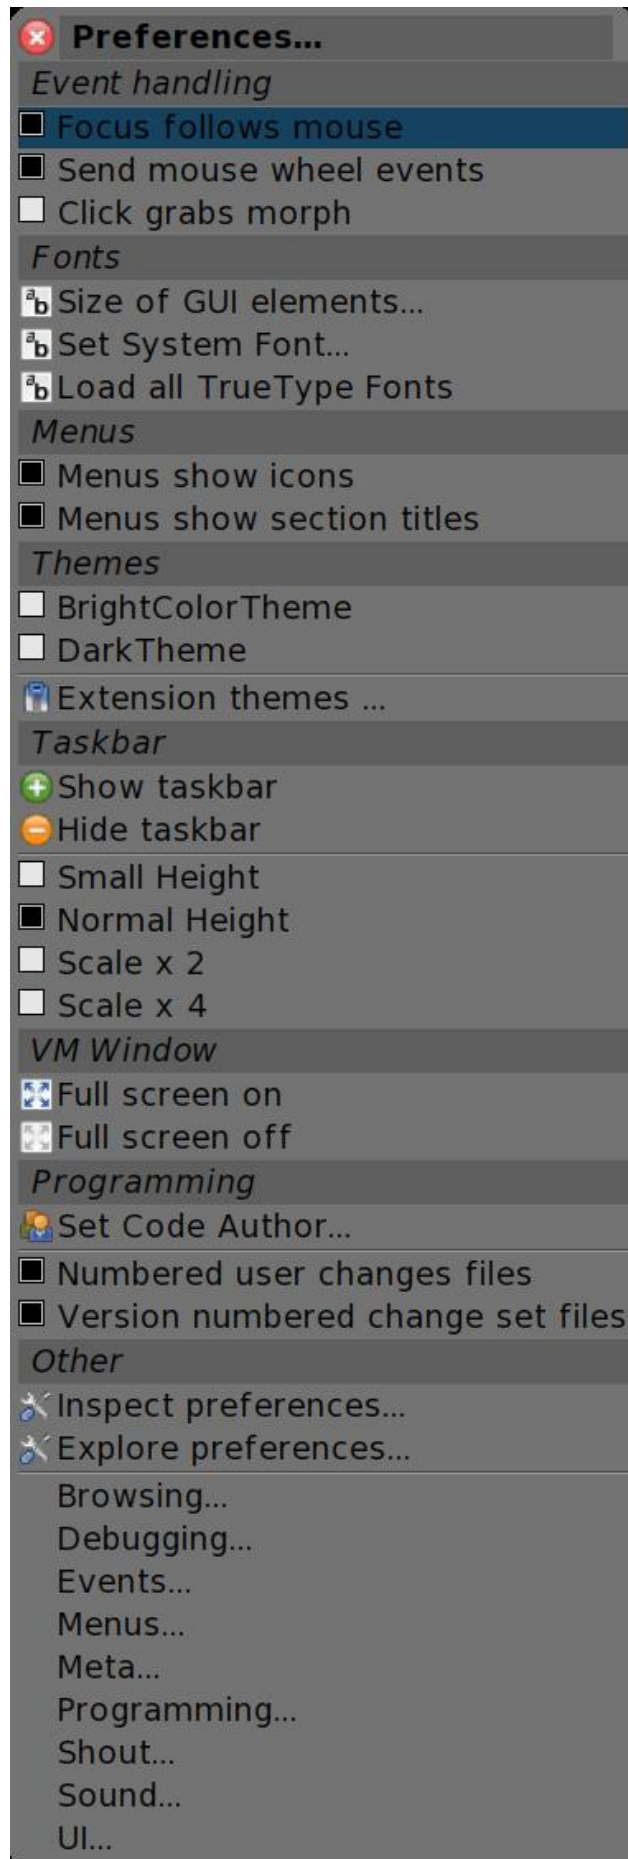 Preferences...
Event handling
Focus follows mouse
Send mouse wheel events
Click grabs morph
Fonts
Size of GUI elements...
Set System Font...
Load all TrueType Fonts
Menus
Menus show icons
Menus show section titles
Themes
BrightColorTheme
DarkTheme
Extension themes ...
Taskbar
Show taskbar
Hide taskbar
Small Height
Normal Height
Scale x 2
Scale x 4
VM Window
Full screen on
Full screen off
Programming
Set Code Author...
Numbered user changes files
Version numbered change set files
Other
Inspect preferences...
Explore preferences...
Browsing...
Debugging...
Events...
Menus...
Meta...
Programming...
Shout...
Sound...
UI...